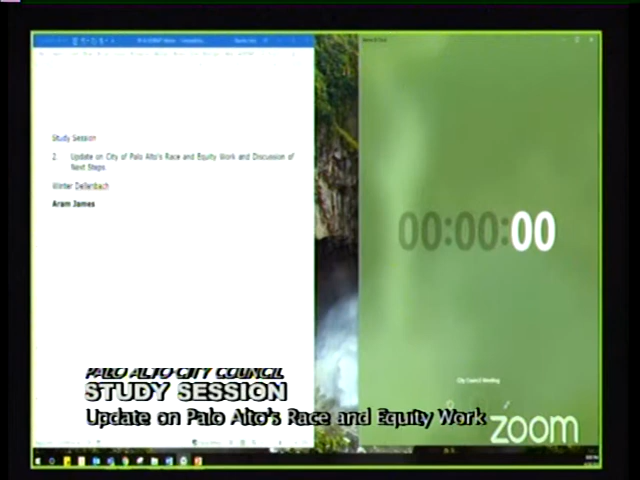 Study Session
2. Update on City of Palo Alto's Race and Equity Work and Discussion of
Next Steps
Winter Dellenbach
Aram James
00:00:00
City Council Meeting
PALO ALTO CITY COUNCIL
STUDY SESSION
Update on Palo Alto's Race and Equity Work
zoom